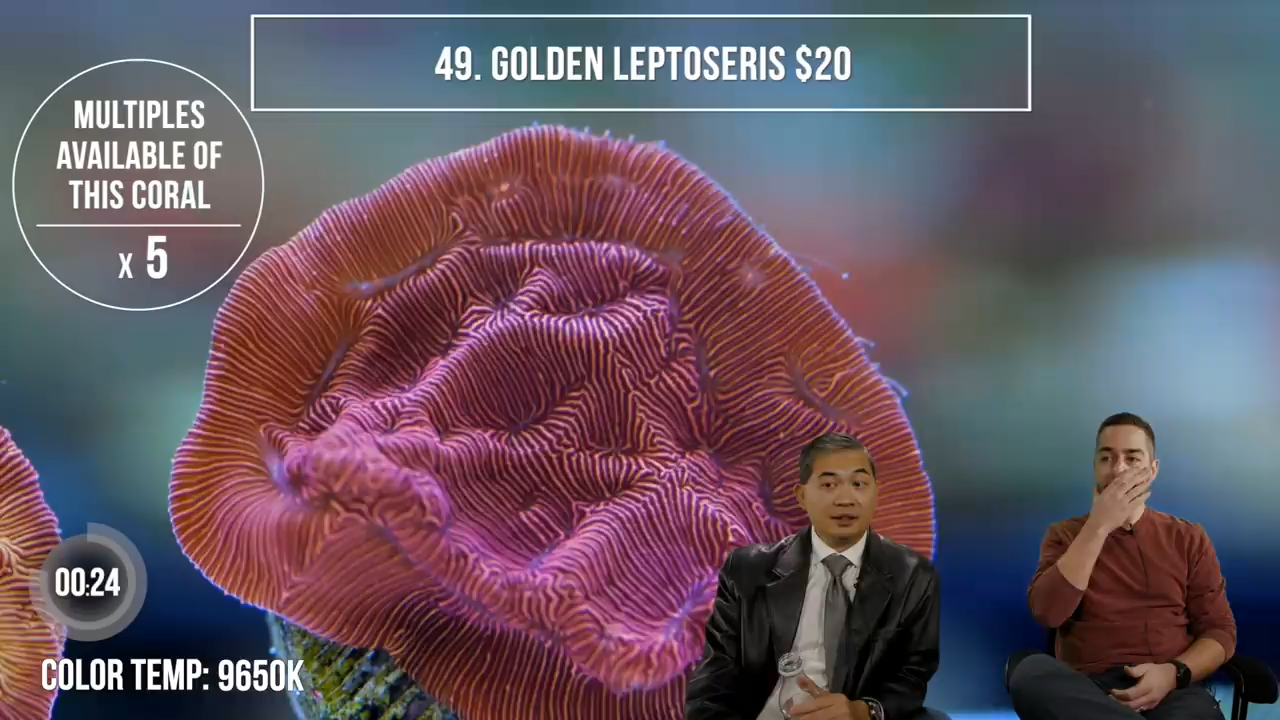 49. GOLDEN LEPTOSERIS $20
MULTIPLES
AVAILABLE OF
THIS CORAL
x 5
00:24
COLOR TEMP: 9650K